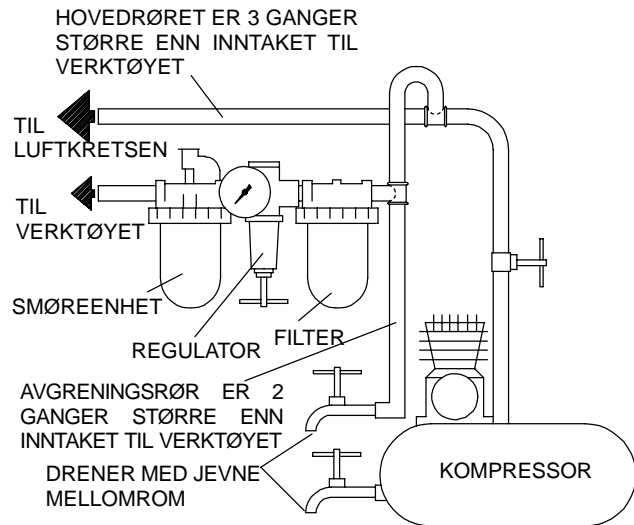 HOVEDRØRET ER 3 GANGER
STØRRE ENN INNTAKET TIL
VERKTØYET
TIL
LUFTKRETSEN
TIL
VERKTØYET
SMØREENHET
REGULATOR
FILTER
AVGRENINGSRØR ER 2
GANGER STØRRE ENN
INNTAKET TIL VERKTØYET
DRENER MED JEVNE
MELLOMROM
KOMPRESSOR